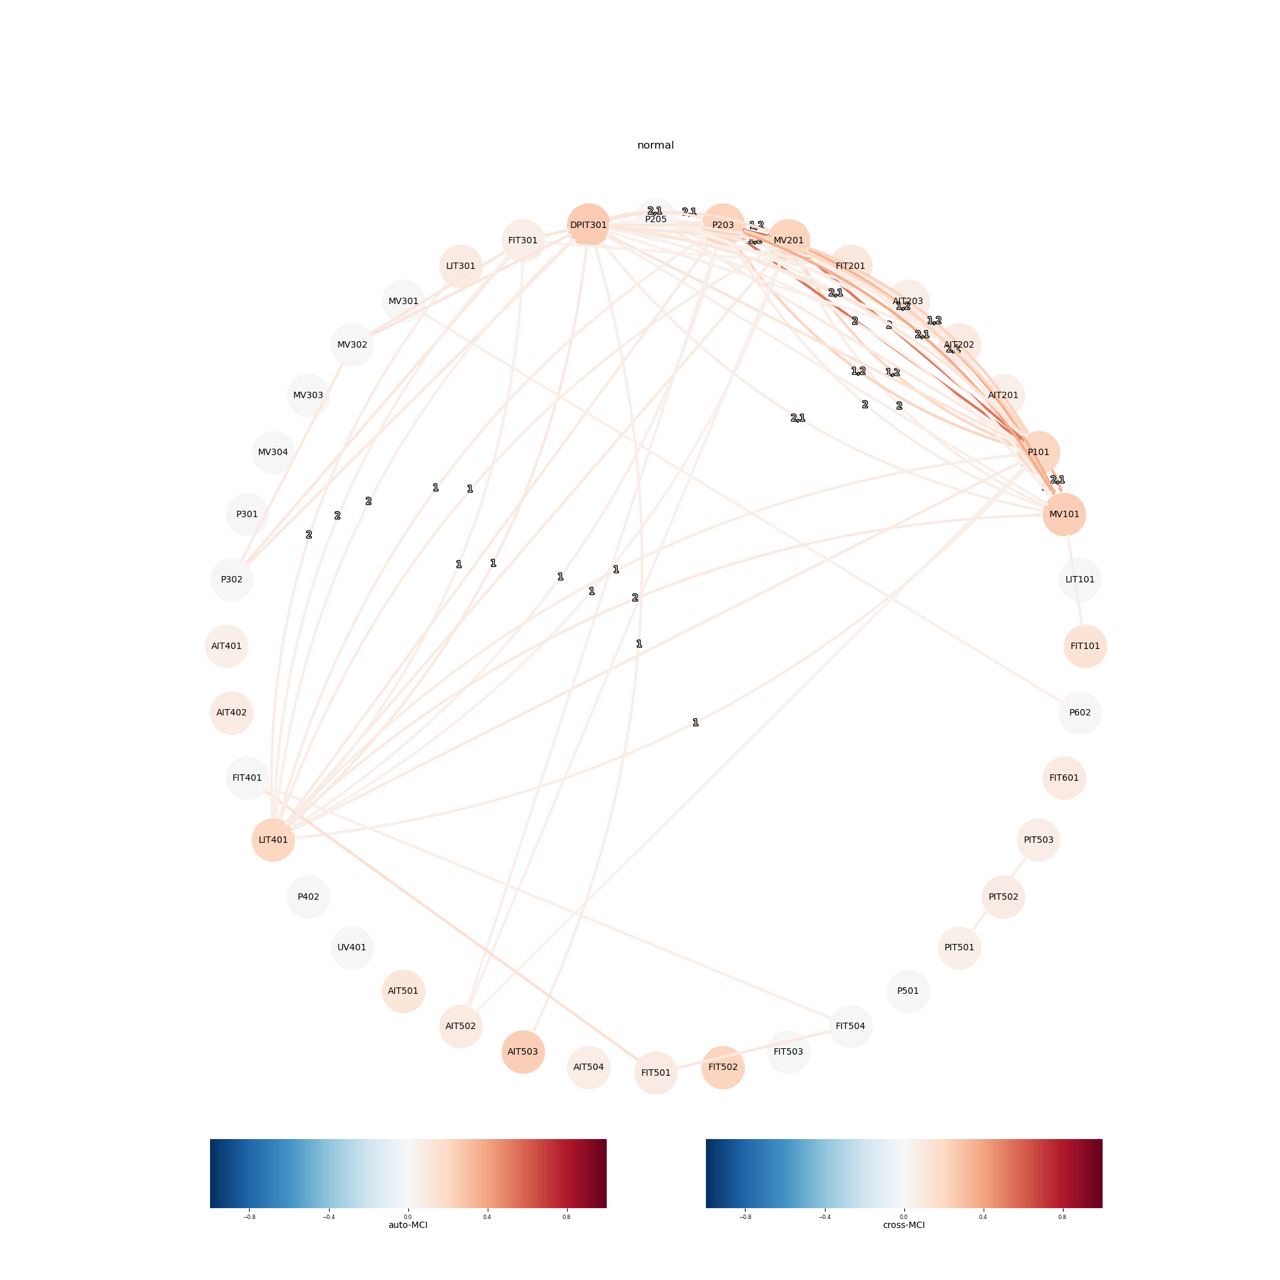 normal
2,1
2,1
P205
P203
DPIT301
FIT301
MV201
LIT301
FIT201
2,1
MV301
AIT203
1,2
2
1,2
2,1
MV302
AIT202
1,2
1,2
MV303
AIT201
2
2
2,1
MV304
P101
2,1
1
1
2
P301
2
MV101
2
1
1
1
1
P302
LIT101
1
2
1
AIT401
FIT101
AIT402
P602
1
FIT401
FIT601
LIT401
PIT503
P402
PIT502
UV401
PIT501
AIT501
P501
AIT502
FIT504
AIT503
FIT503
AIT504
FIT501
FIT502
−0.8 −0.4 0.0 0.4 0.8
auto-MCI
−0.8 −0.4 0.0 0.4 0.8
cross-MCI